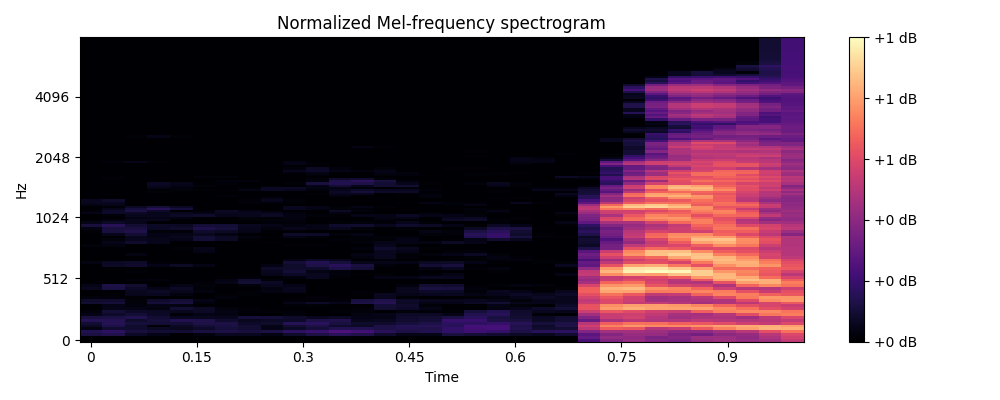 Normalized Mel-frequency spectrogram
Hz
4096
2048
1024
512
0
0 0.15 0.3 0.45 0.6 0.75 0.9
Time
+1 dB
+1 dB
+1 dB
+0 dB
+0 dB
+0 dB